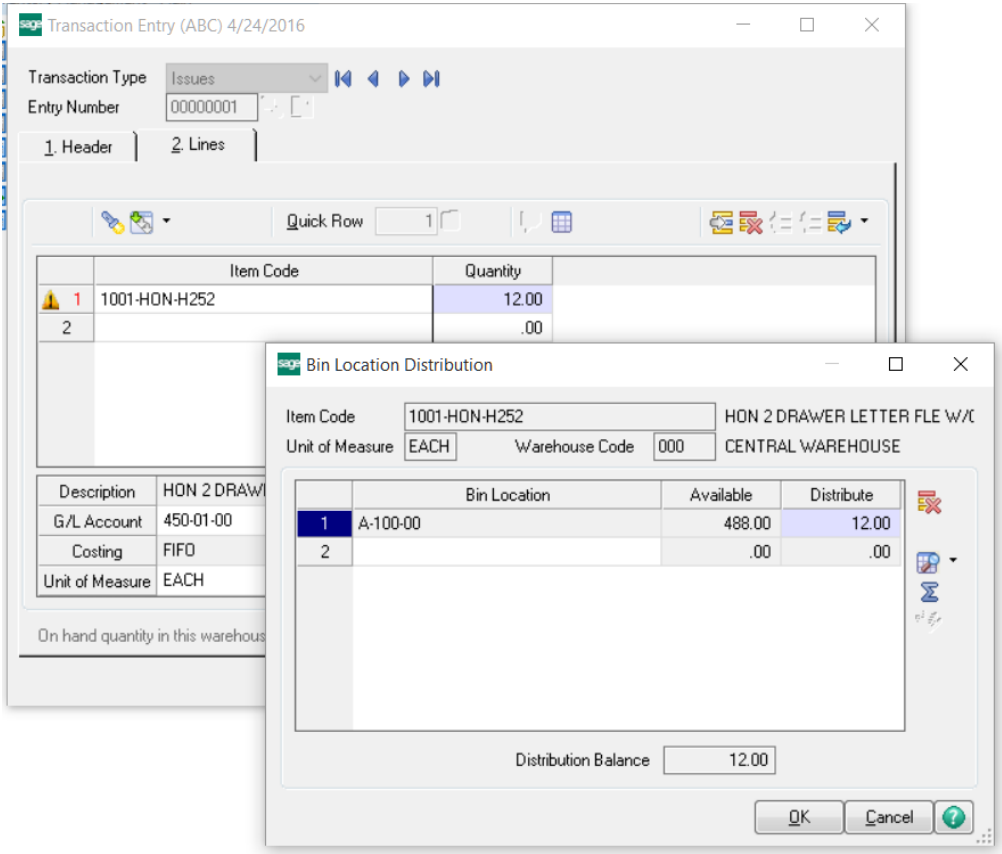 sage Transaction Entry (ABC) 4/24/2016
Transaction Type Issues
Entry Number 00000001
1. Header 2. Lines
Quick Row 1
Item Code Quantity
1 1001-HON-H252 12.00
2 .00
Description HON 2 DRAW
G/L Account 450-01-00
Costing FIFO
Unit of Measure EACH
On hand quantity in this warehous
sage Bin Location Distribution
Item Code 1001-HON-H252 HON 2 DRAWER LETTER FLE W/
Unit of Measure EACH Warehouse Code 000 CENTRAL WAREHOUSE
Bin Location Available Distribute
1 A-100-00 488.00 12.00
2 .00 .00
Distribution Balance 12.00
OK Cancel ?